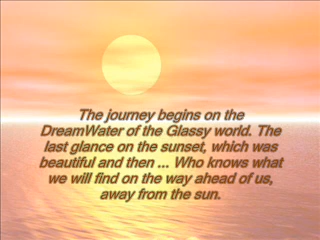 The journey begins on the
DreamWater of the Glassy world. The
last glance on the sunset, which was
beautiful and then ... Who knows what
we will find on the way ahead of us,
away from the sun.